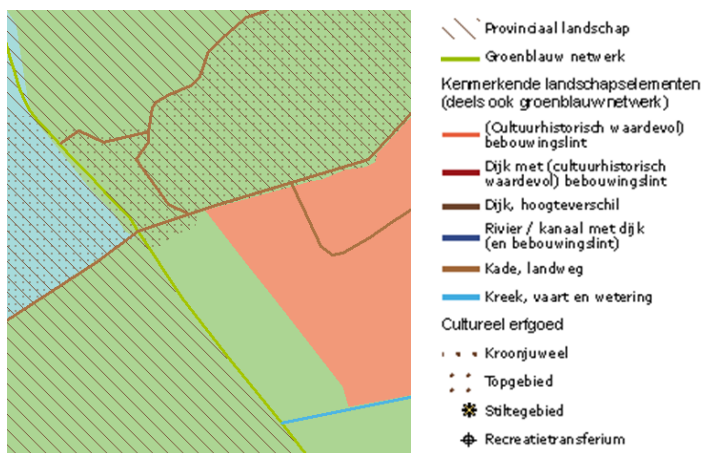 Provinciaal landschap
Groenblauw netwerk
Kenmerkende landschapselementen
(deels ook groenblauwnetwerk)
(Cultuurhistorisch waardevol)
bebouwingslint
Dijk met (cultuurhistorisch
waardevol) bebouwingslint
Dijk, hoogteverschil
Rivier / kanaal met dijk
(en bebouwingslint)
Kade, landweg
Kreek, vaart en wetering
Cultureel erfgoed
Kroonjuweel
Topgebied
Stiltegebied
Recreatietransferium